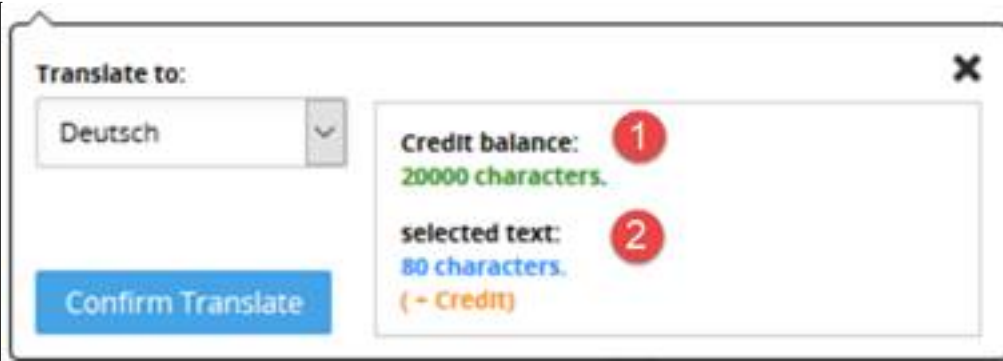 Translate to:
Deutsch
Credit balance:
1
20000 characters.
selected text:
2
80 characters.
( - Credit)
Confirm Translate